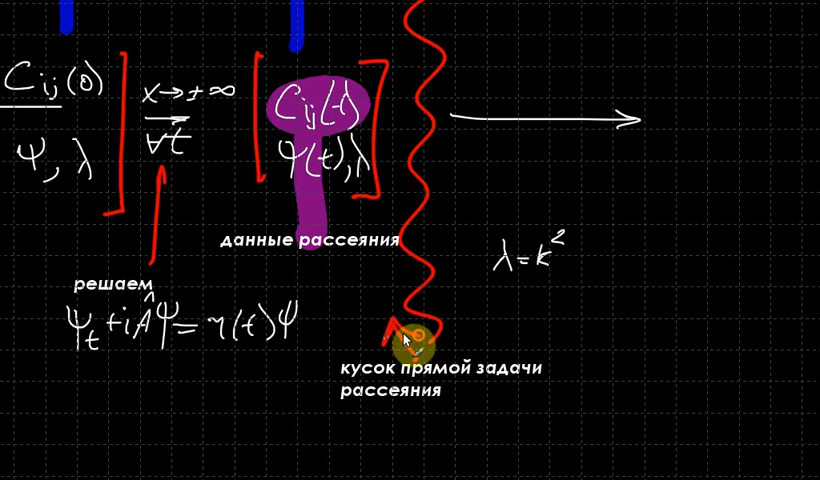 C_ij(0)
x→±∞
∀t
C_ij(t)
Ψ, λ
Ψ(t), λ
данные рассеяния
λ=k²
решаем
Ψ_t+iÂΨ=η(t)Ψ
кусок прямой задачи
рассеяния